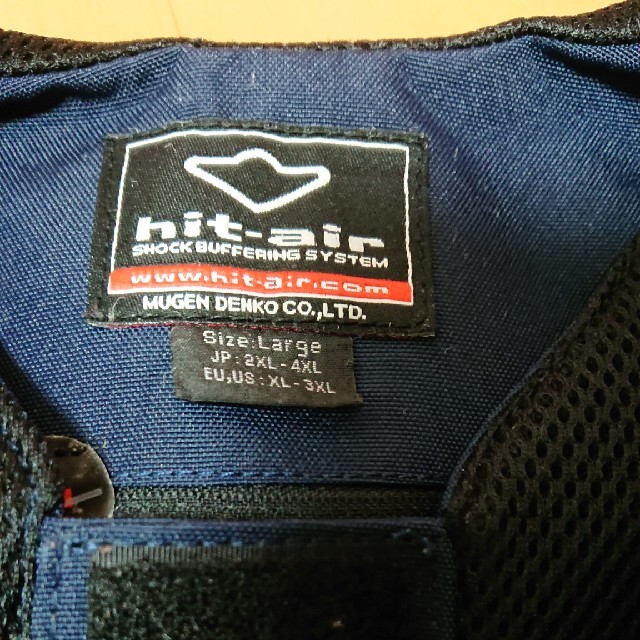 hit-air
SHOCK BUFFERING SYSTEM
www.hit-air.com
MUGEN DENKO CO.,LTD.
Size:Large
JP:2XL-4XL
EU,US:XL-3XL